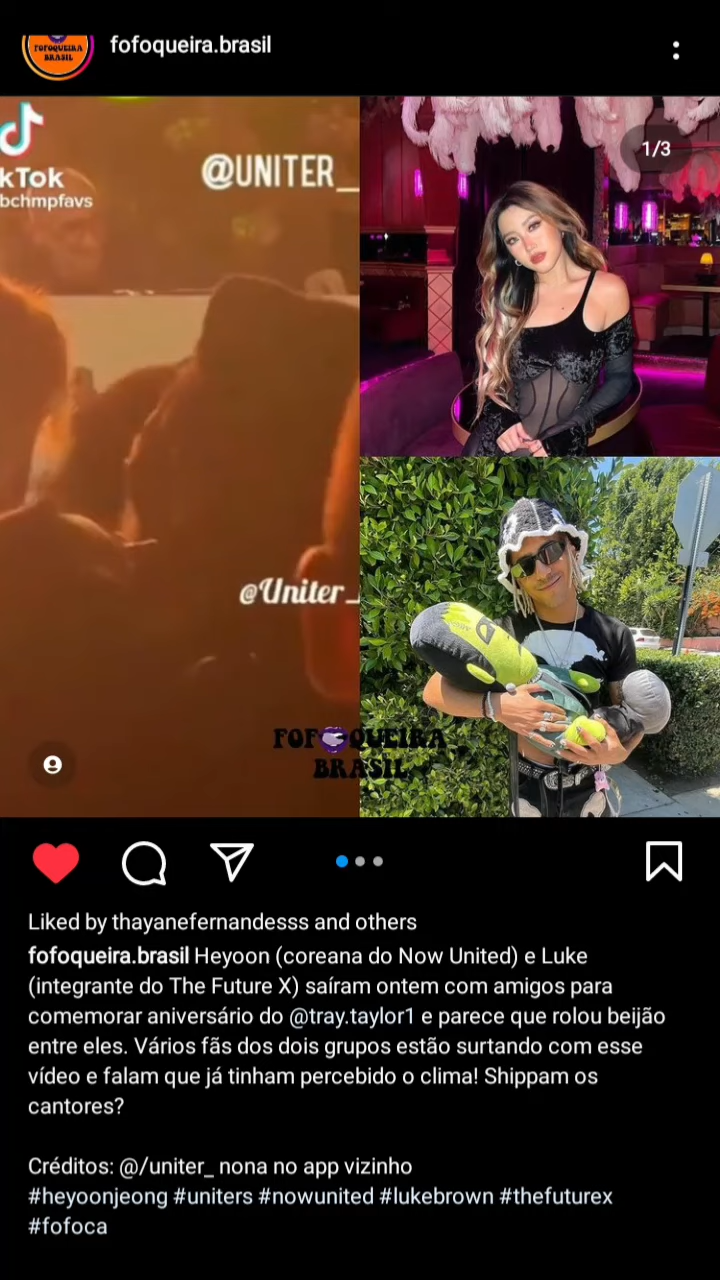 FOFOQUEIRA
BRASIL
fofoqueira.brasil
kTok
bchmpfavs
@UNITER_
1/3
@Uniter_
FOFOQUEIRA
BRASIL
Liked by thayanefernandesss and others
fofoqueira.brasil Heyoon (coreana do Now United) e Luke
(integrante do The Future X) saíram ontem com amigos para
comemorar aniversário do @tray.taylor1 e parece que rolou beijão
entre eles. Vários fãs dos dois grupos estão surtando com esse
vídeo e falam que já tinham percebido o clima! Shippam os
cantores?
Créditos: @/uniter_ nona no app vizinho
#heyoonjeong #uniters #nowunited #lukebrown #thefuturex
#fofoca